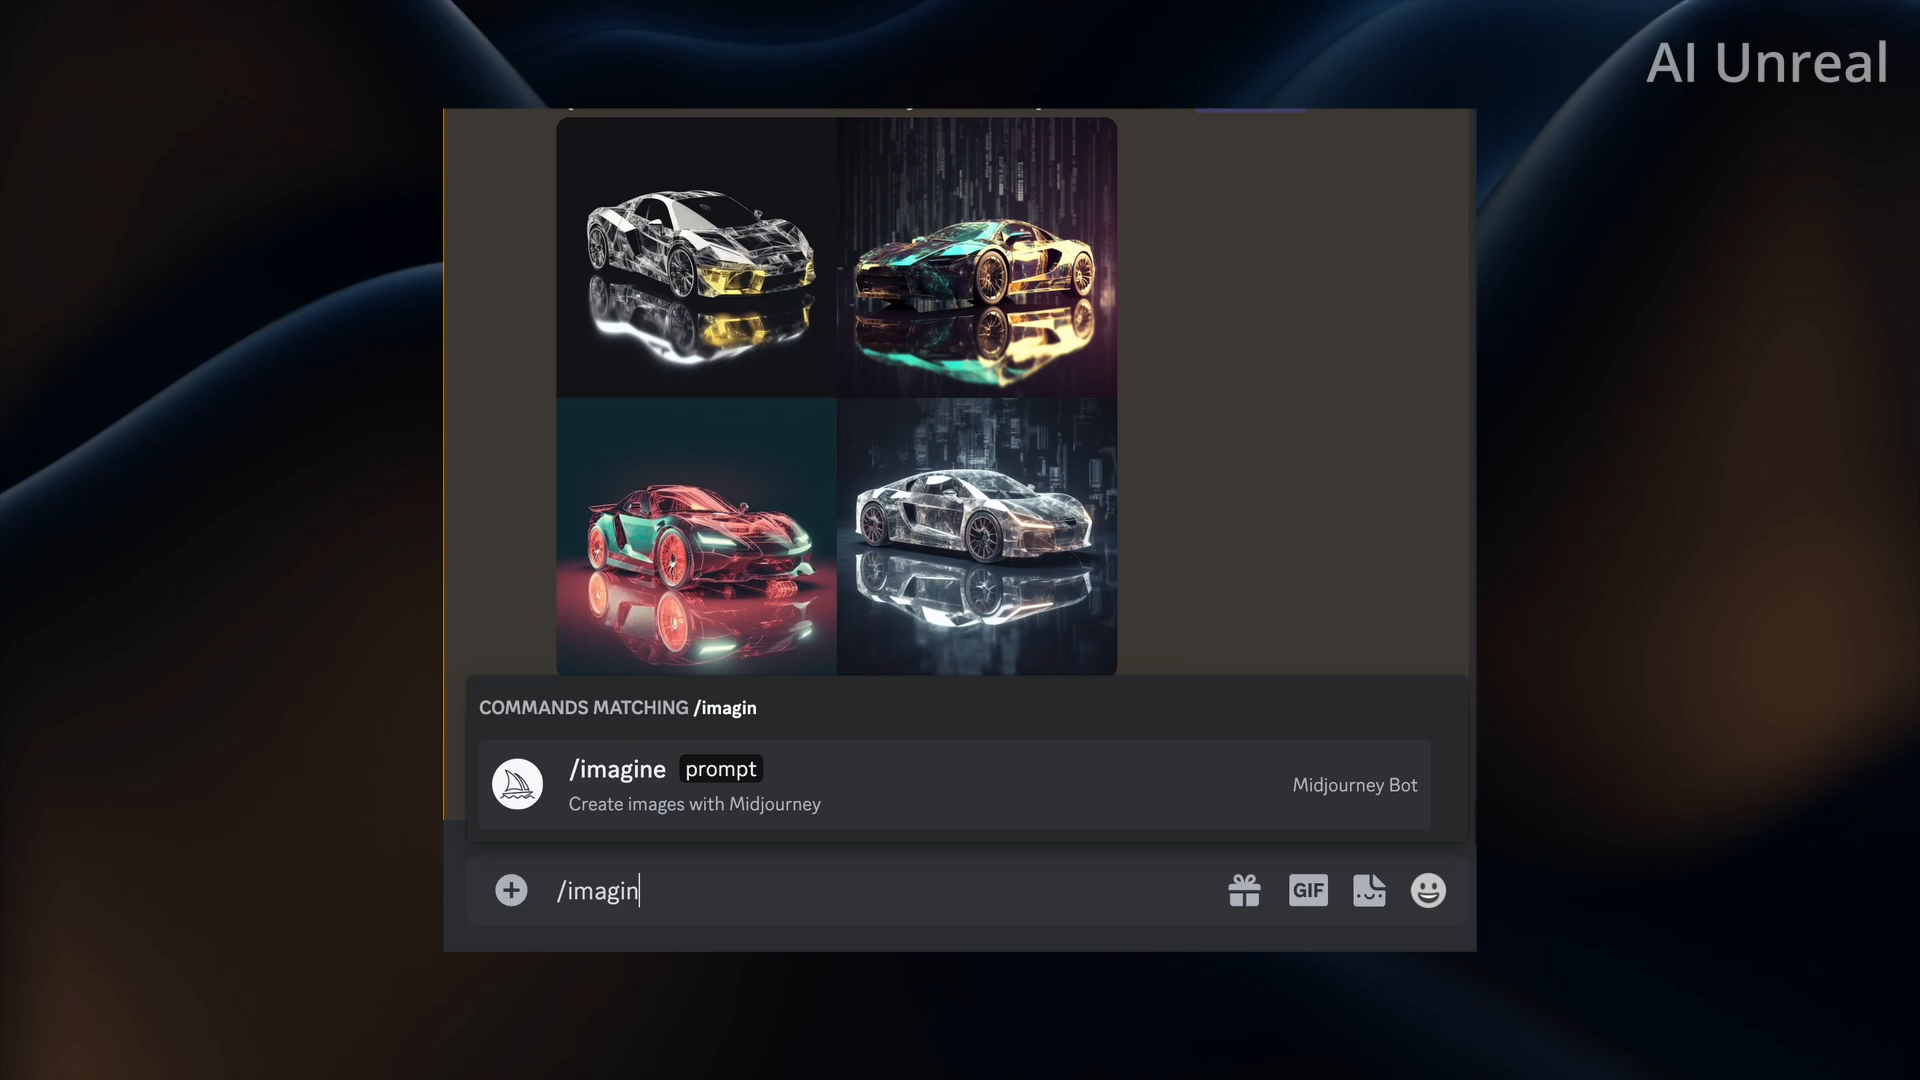 AI Unreal
COMMANDS MATCHING /imagin
/imagine prompt
Create images with Midjourney
Midjourney Bot
/imagin
GIF